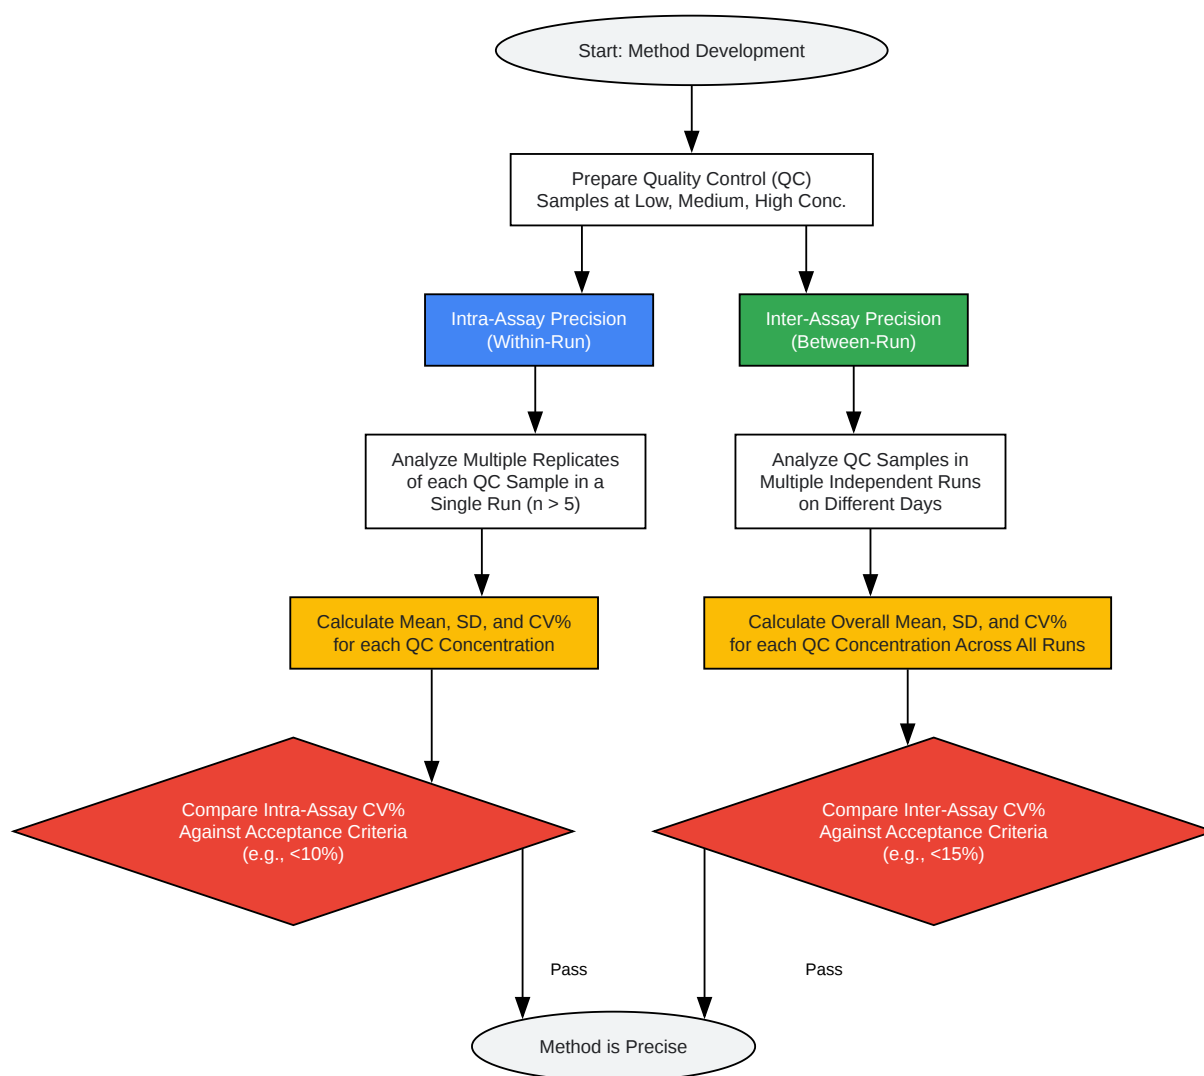 Start: Method Development
Prepare Quality Control (QC)
Samples at Low, Medium, High Conc.
Intra-Assay Precision
(Within-Run)
Inter-Assay Precision
(Between-Run)
Analyze Multiple Replicates
of each QC Sample in a
Single Run (n > 5)
Analyze QC Samples in
Multiple Independent Runs
on Different Days
Calculate Mean, SD, and CV%
for each QC Concentration
Calculate Overall Mean, SD, and CV%
for each QC Concentration Across All Runs
Compare Intra-Assay CV%
Against Acceptance Criteria
(e.g., <10%)
Compare Inter-Assay CV%
Against Acceptance Criteria
(e.g., <15%)
Pass
Pass
Method is Precise